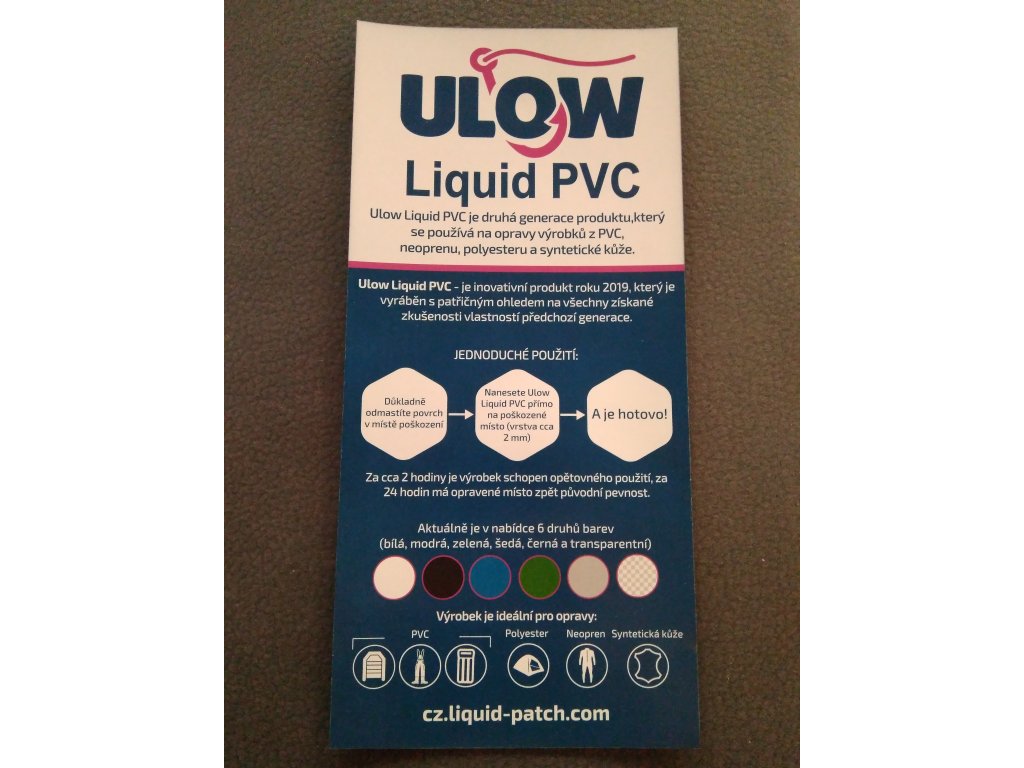 ULOW
Liquid PVC
Ulow Liquid PVC je druhá generace produktu,který
se používá na opravy výrobků z PVC,
neoprenu, polyesteru a syntetické kůže.
Ulow Liquid PVC - je inovativní produkt roku 2019, který je
vyráběn s patřičným ohledem na všechny získané
zkušenosti vlastností předchozí generace.
JEDNODUCHÉ POUŽITÍ:
Důkladně
odmastíte povrch
v místě poškození
Nanesete Ulow
Liquid PVC přímo
na poškozené
místo (vrstva cca
2 mm)
A je hotovo!
Za cca 2 hodiny je výrobek schopen opětovného použití, za
24 hodin má opravené místo zpět původní pevnost.
Aktuálně je v nabídce 6 druhů barev
(bílá, modrá, zelená, šedá, černá a transparentní)
Výrobek je ideální pro opravy:
PVC
Polyester
Neopren
Syntetická kůže
cz.liquid-patch.com